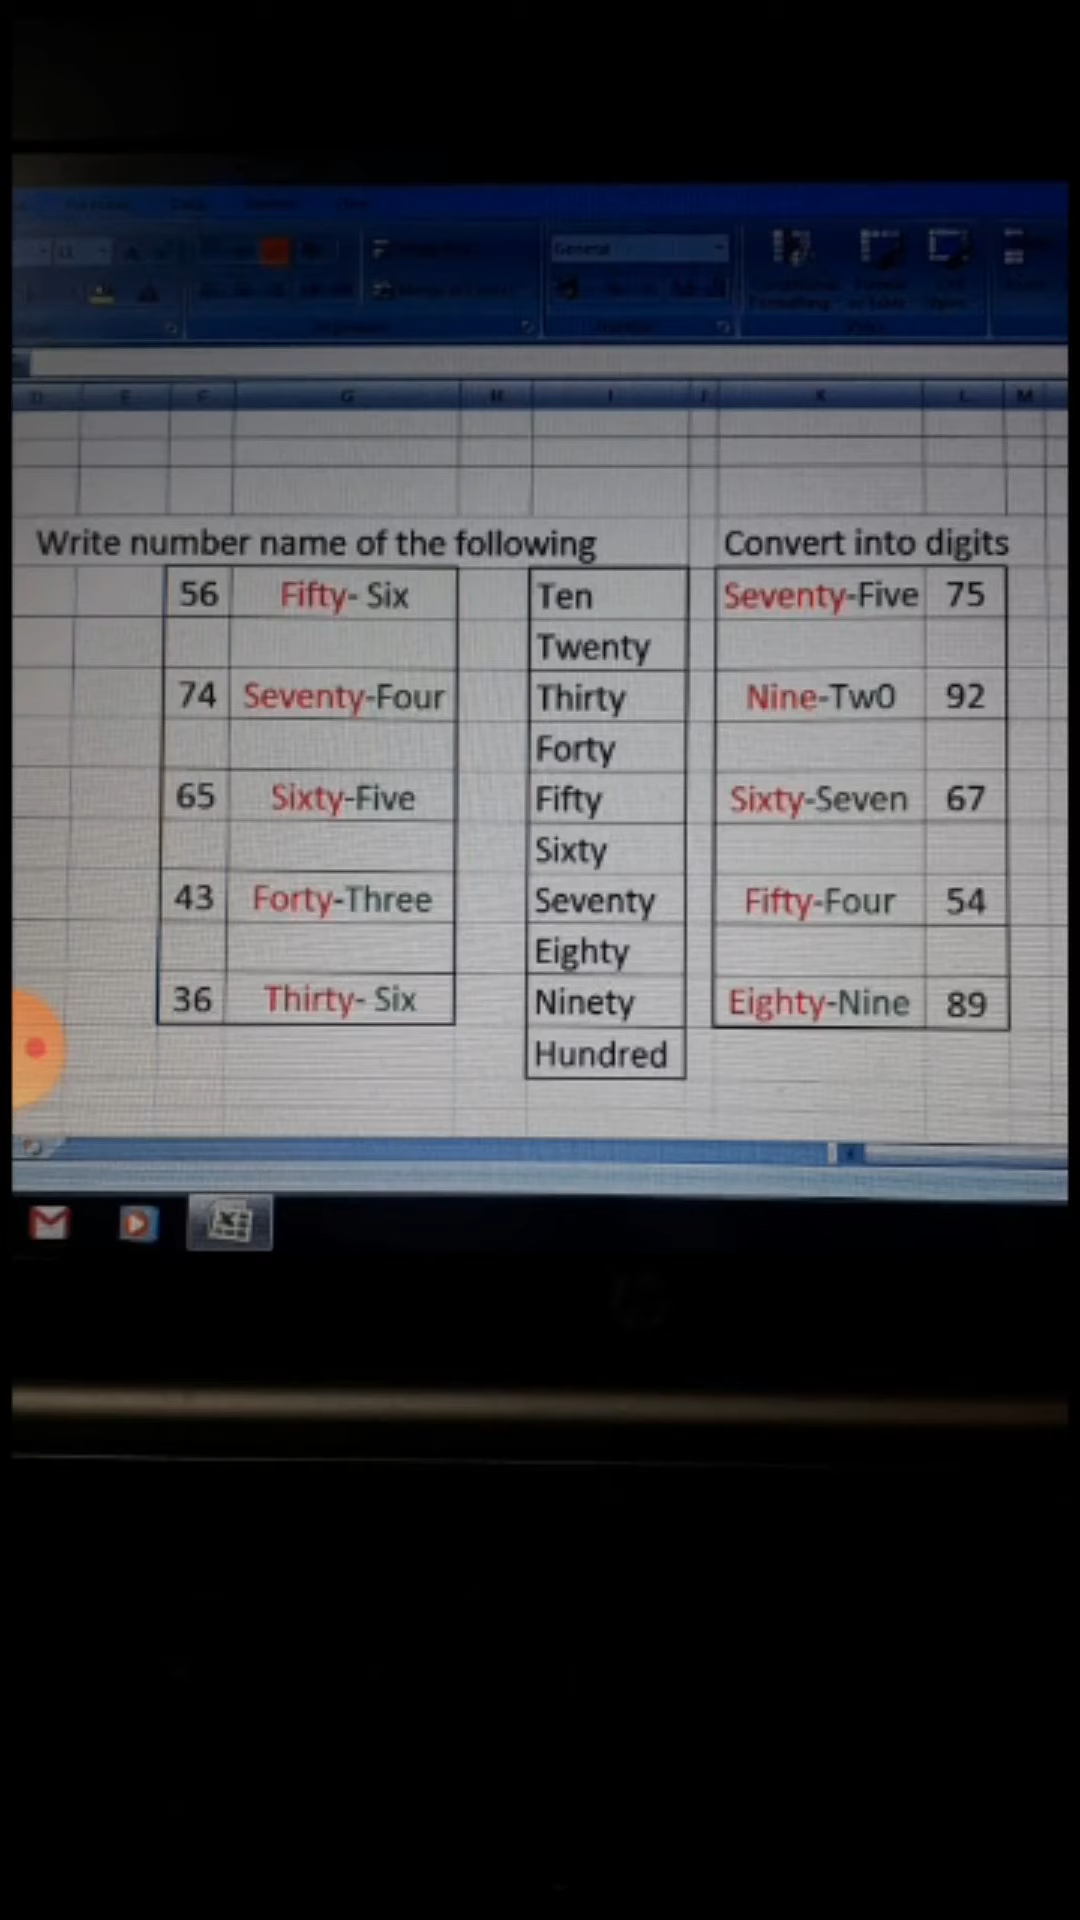 General
D E F G H I J K L M
Write number name of the following Convert into digits
56 Fifty- Six Ten Seventy-Five 75
Twenty
74 Seventy-Four Thirty Nine-Tw0 92
Forty
65 Sixty-Five Fifty Sixty-Seven 67
Sixty
43 Forty-Three Seventy Fifty-Four 54
Eighty
36 Thirty- Six Ninety Eighty-Nine 89
Hundred